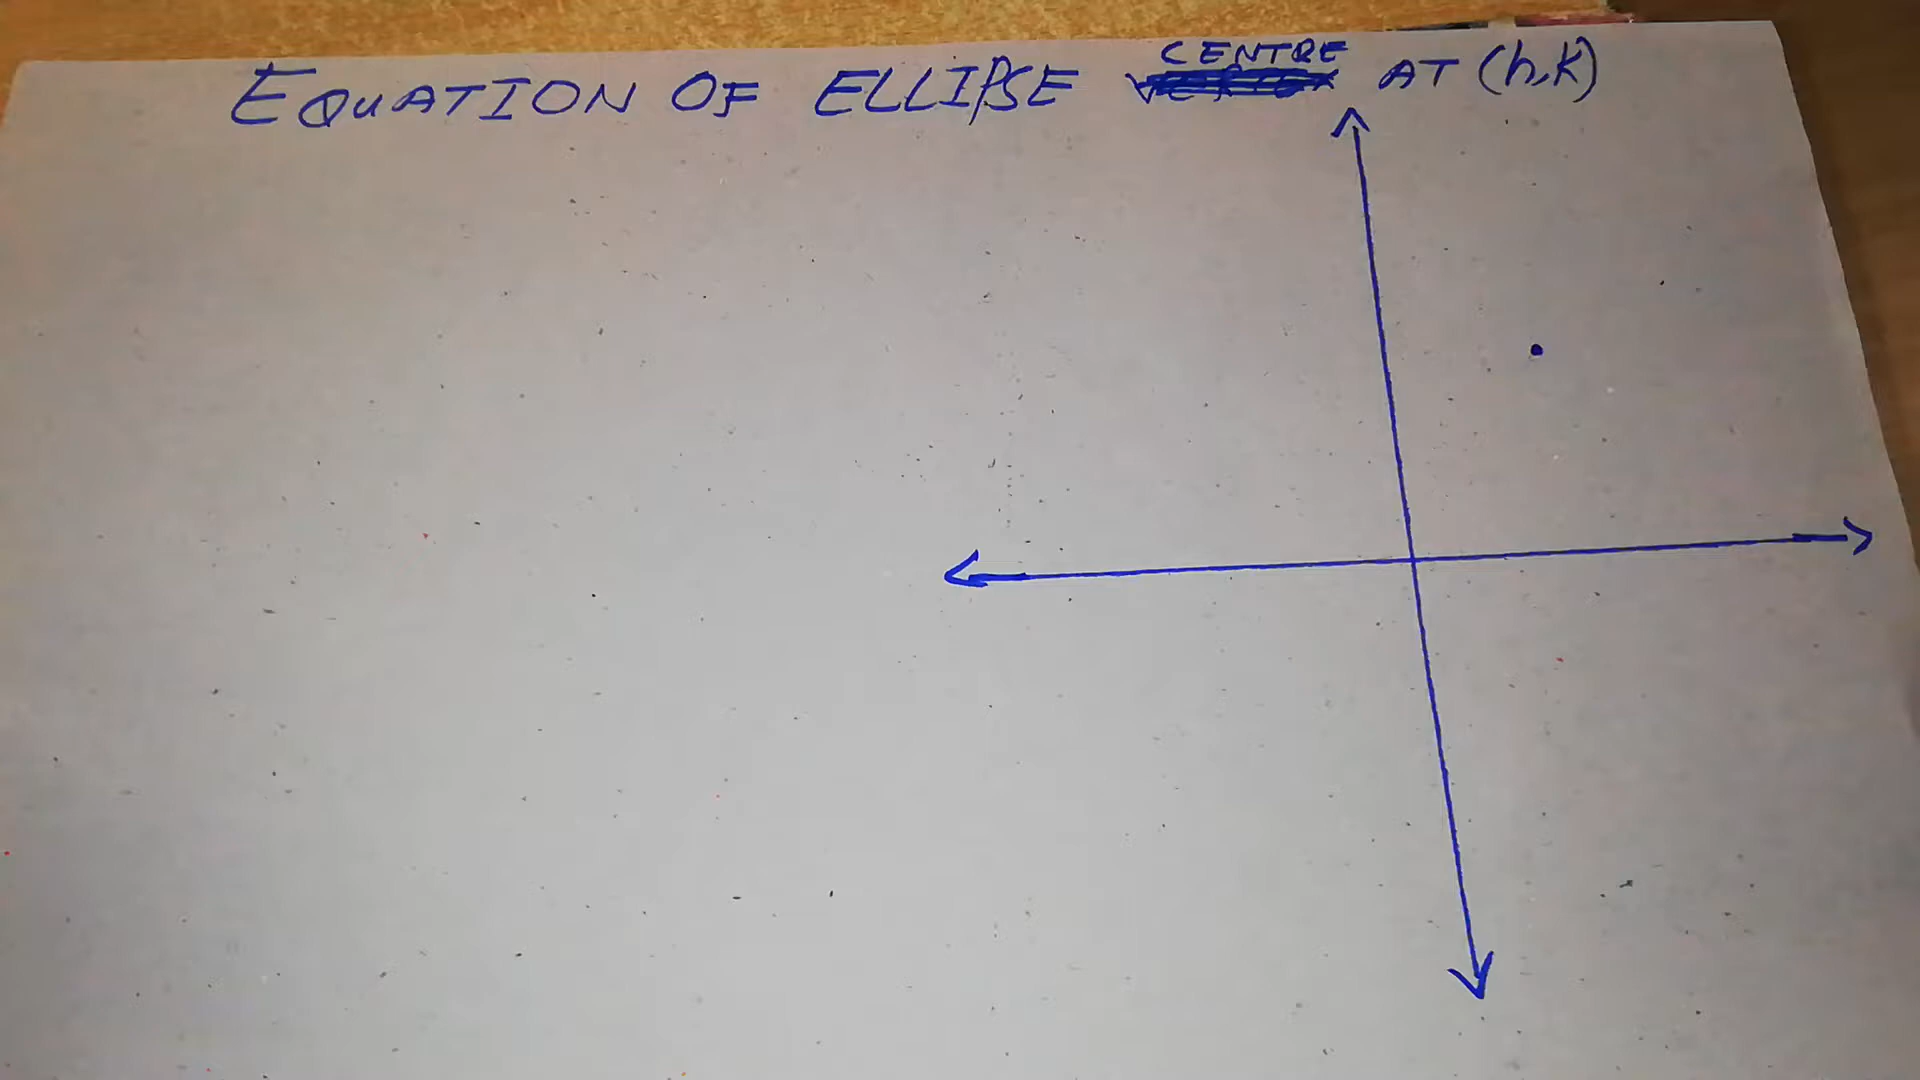 EQUATION OF ELLIPSE CENTRE AT (h,k)